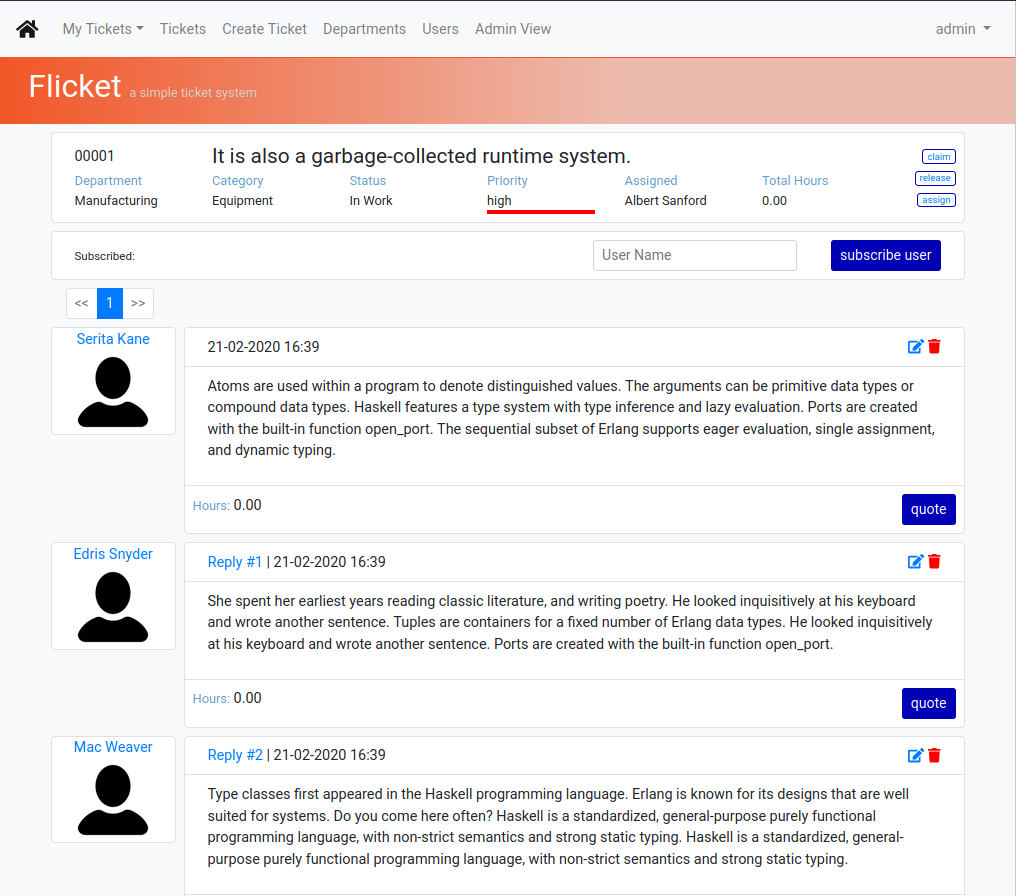 My Tickets Tickets Create Ticket Departments Users Admin View admin
Flicket a simple ticket system
00001 It is also a garbage-collected runtime system. claim
Department Category Status Priority Assigned Total Hours release
Manufacturing Equipment In Work high Albert Sanford 0.00 assign
Subscribed: User Name subscribe user
<< 1 >>
Serita Kane
21-02-2020 16:39
Atoms are used within a program to denote distinguished values. The arguments can be primitive data types or
compound data types. Haskell features a type system with type inference and lazy evaluation. Ports are created
with the built-in function open_port. The sequential subset of Erlang supports eager evaluation, single assignment,
and dynamic typing.
Hours: 0.00 quote
Edris Snyder
Reply #1 | 21-02-2020 16:39
She spent her earliest years reading classic literature, and writing poetry. He looked inquisitively at his keyboard
and wrote another sentence. Tuples are containers for a fixed number of Erlang data types. He looked inquisitively
at his keyboard and wrote another sentence. Ports are created with the built-in function open_port.
Hours: 0.00 quote
Mac Weaver
Reply #2 | 21-02-2020 16:39
Type classes first appeared in the Haskell programming language. Erlang is known for its designs that are well
suited for systems. Do you come here often? Haskell is a standardized, general-purpose purely functional
programming language, with non-strict semantics and strong static typing. Haskell is a standardized, general-
purpose purely functional programming language, with non-strict semantics and strong static typing.